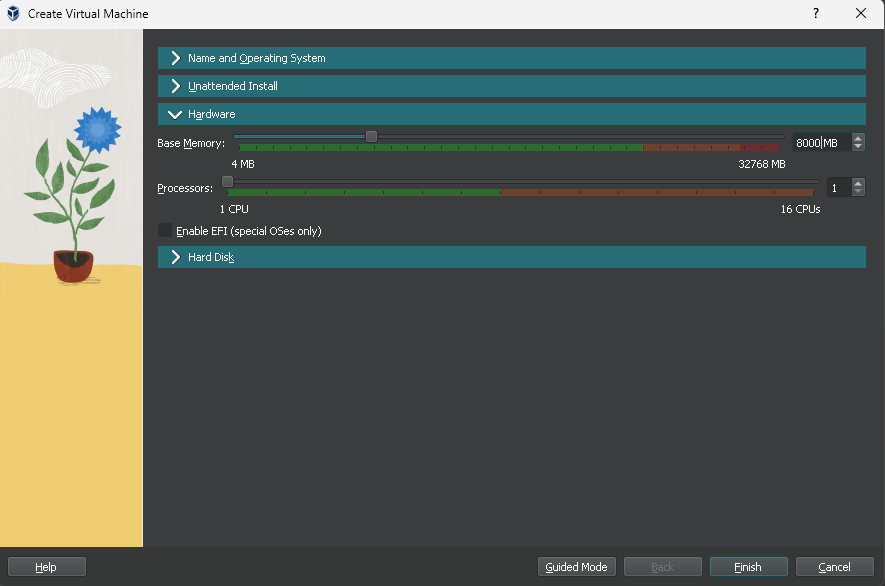 Create Virtual Machine
?
Name and Operating System
Unattended Install
Hardware
Base Memory: 8000 MB
4 MB 32768 MB
Processors: 1
1 CPU 16 CPUs
Enable EFI (special OSes only)
Hard Disk
Help Guided Mode Back Finish Cancel